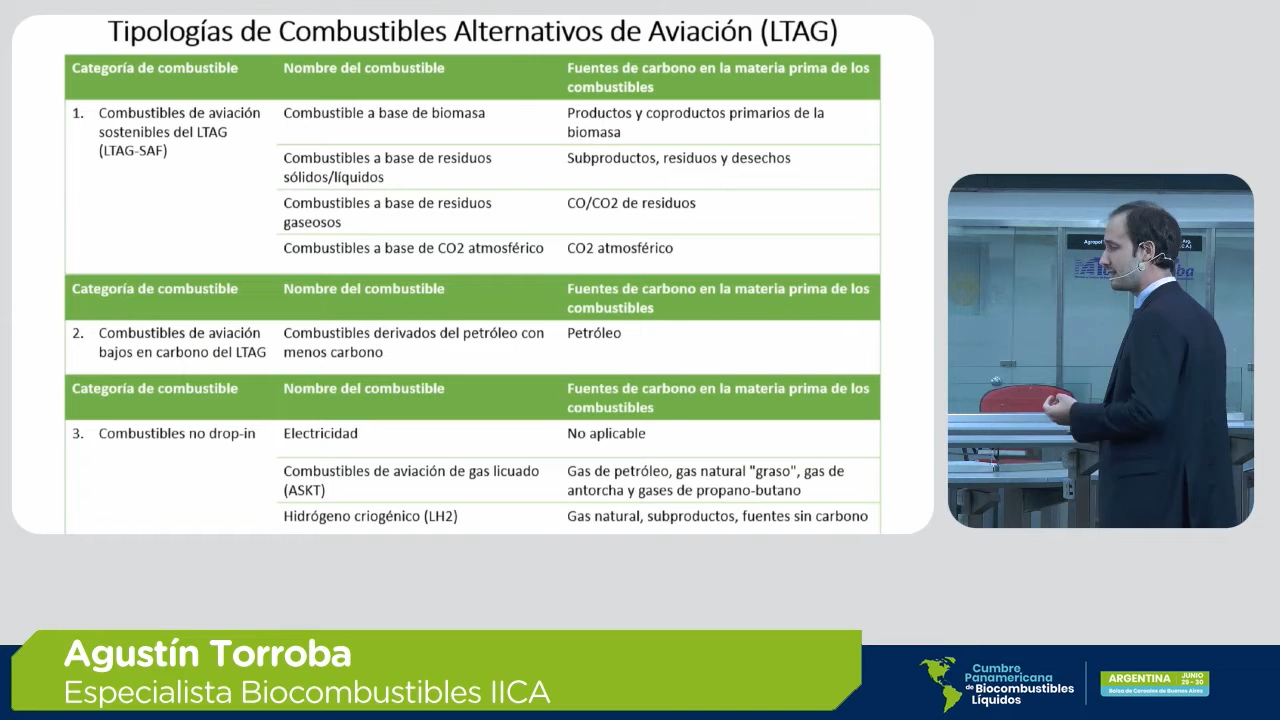 Tipologías de Combustibles Alternativos de Aviación (LTAG)
Categoría de combustible
Nombre del combustible
Fuentes de carbono en la materia prima de los
combustibles
1. Combustibles de aviación
sostenibles del LTAG
(LTAG-SAF)
Combustible a base de biomasa
Productos y coproductos primarios de la
biomasa
Combustibles a base de residuos
sólidos/líquidos
Subproductos, residuos y desechos
Combustibles a base de residuos
gaseosos
CO/CO2 de residuos
Combustibles a base de CO2 atmosférico
CO2 atmosférico
Categoría de combustible
Nombre del combustible
Fuentes de carbono en la materia prima de los
combustibles
2. Combustibles de aviación
bajos en carbono del LTAG
Combustibles derivados del petróleo con
menos carbono
Petróleo
Categoría de combustible
Nombre del combustible
Fuentes de carbono en la materia prima de los
combustibles
3. Combustibles no drop-in
Electricidad
No aplicable
Combustibles de aviación de gas licuado
(ASKT)
Gas de petróleo, gas natural "graso", gas de
antorcha y gases de propano-butano
Hidrógeno criogénico (LH2)
Gas natural, subproductos, fuentes sin carbono
Agustín Torroba
Especialista Biocombustibles IICA
Cumbre
Panamericana
de Biocombustibles
Líquidos
ARGENTINA
JUNIO
29 - 30
Bolsa de Cereales de Buenos Aires